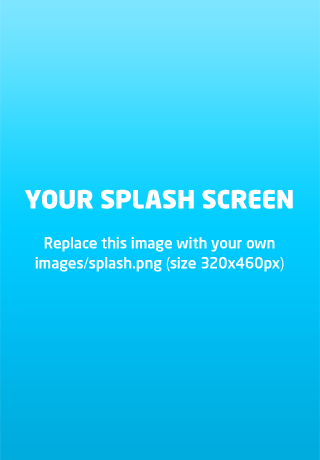 YOUR SPLASH SCREEN
Replace this image with your own
images/splash.png (size 320x460px)